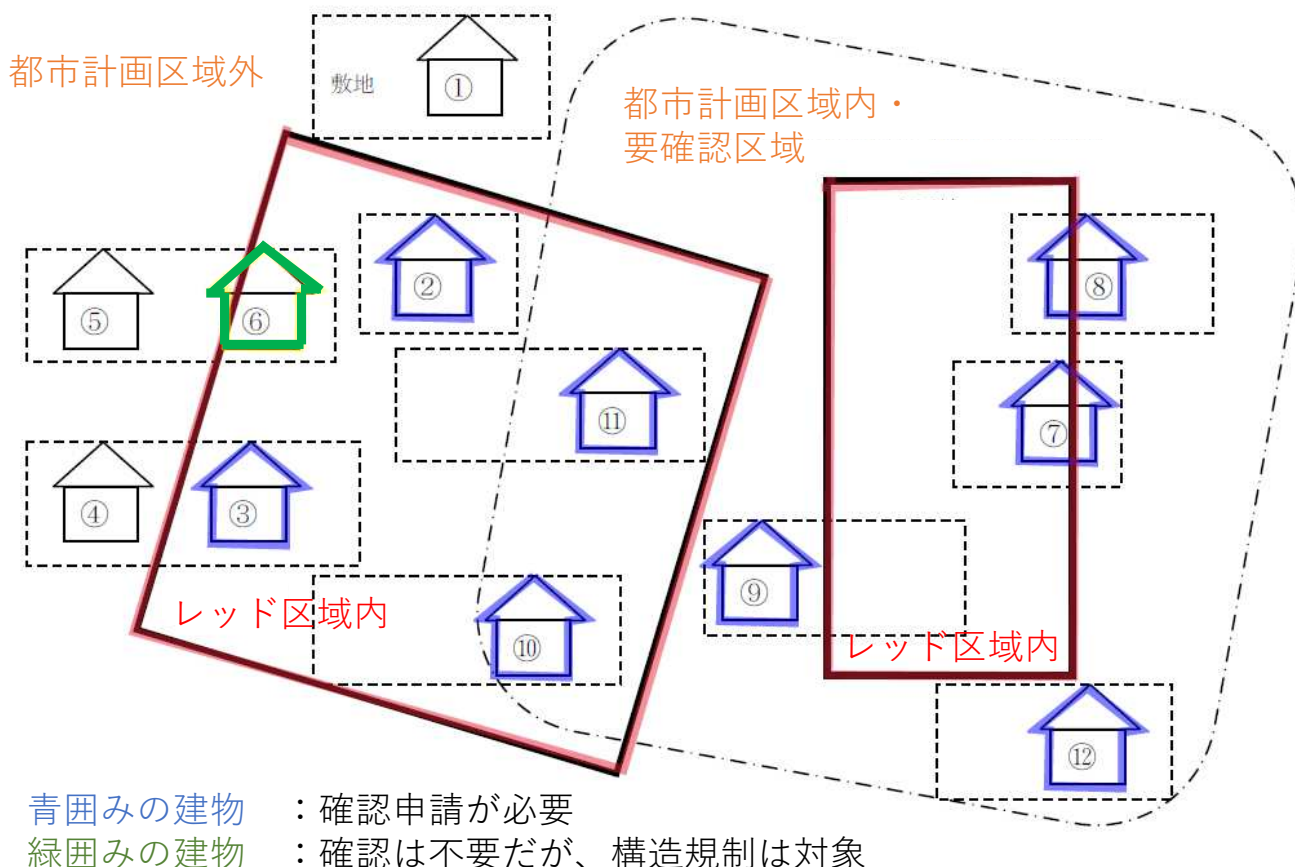 都市計画区域外
敷地
①
都市計画区域内・
要確認区域
②
⑧
⑤
⑥
⑪
⑦
④
③
⑨
レッド区域内
⑩
レッド区域内
⑫
青囲みの建物 ：確認申請が必要
緑囲みの建物 ：確認は不要だが、構造規制は対象